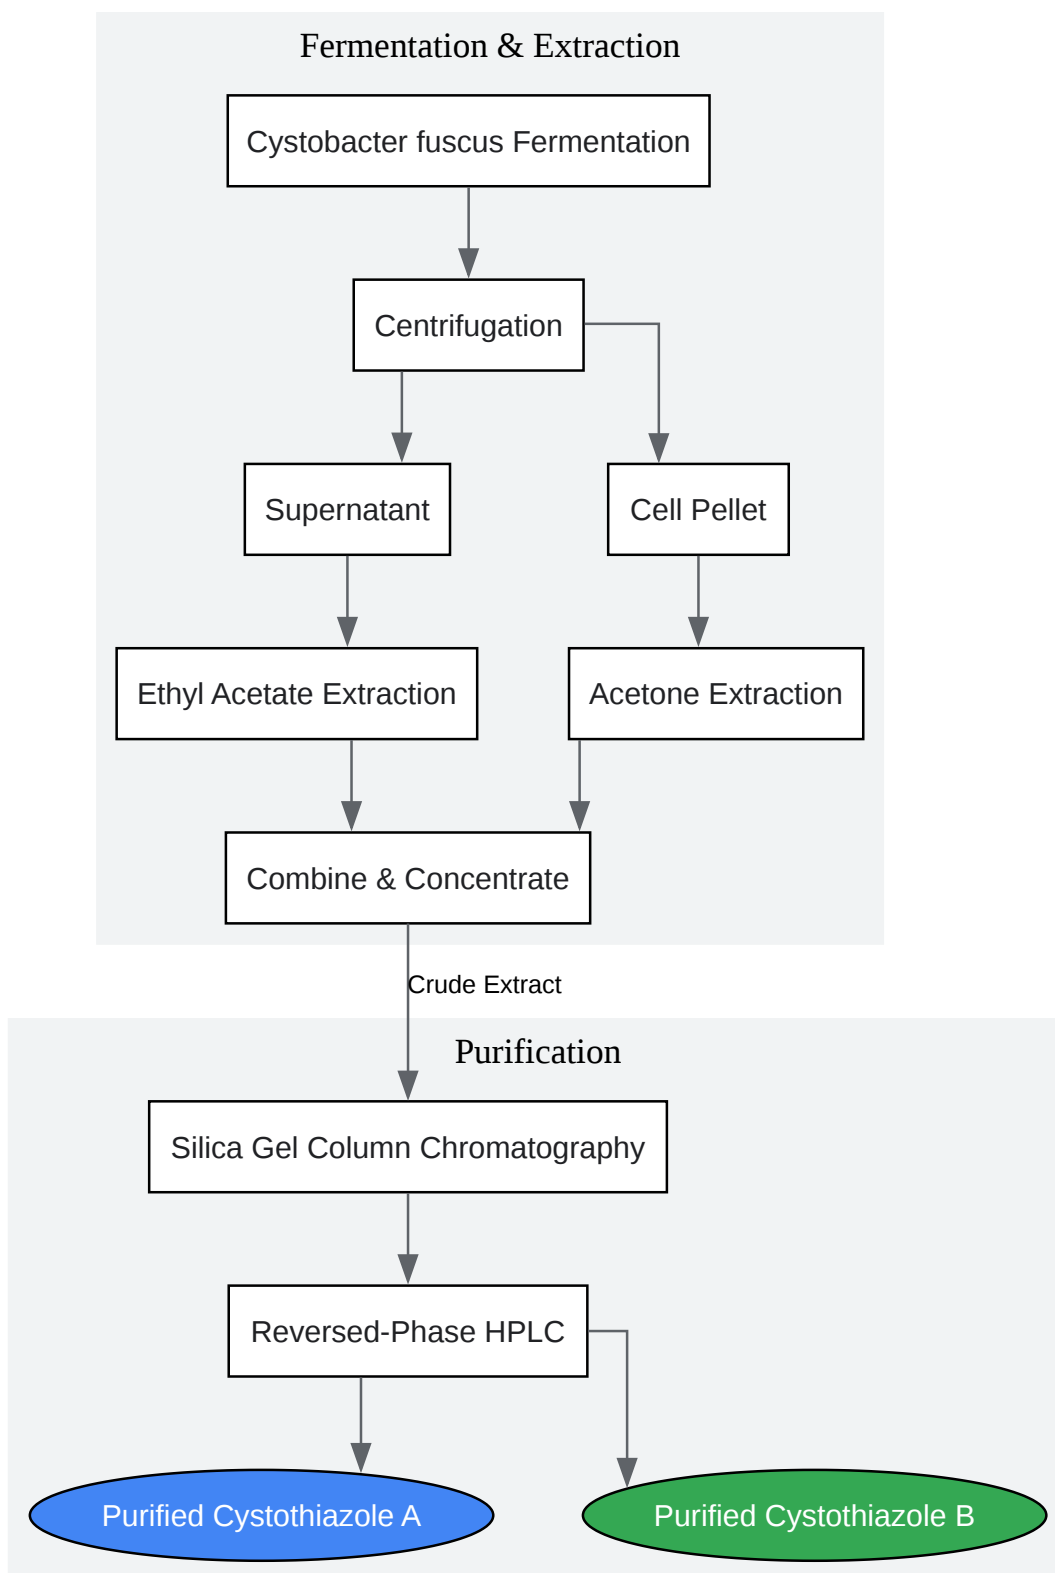 Fermentation & Extraction
Cystobacter fuscus Fermentation
Centrifugation
Supernatant
Cell Pellet
Ethyl Acetate Extraction
Acetone Extraction
Combine & Concentrate
Crude Extract
Purification
Silica Gel Column Chromatography
Reversed-Phase HPLC
Purified Cystothiazole A
Purified Cystothiazole B